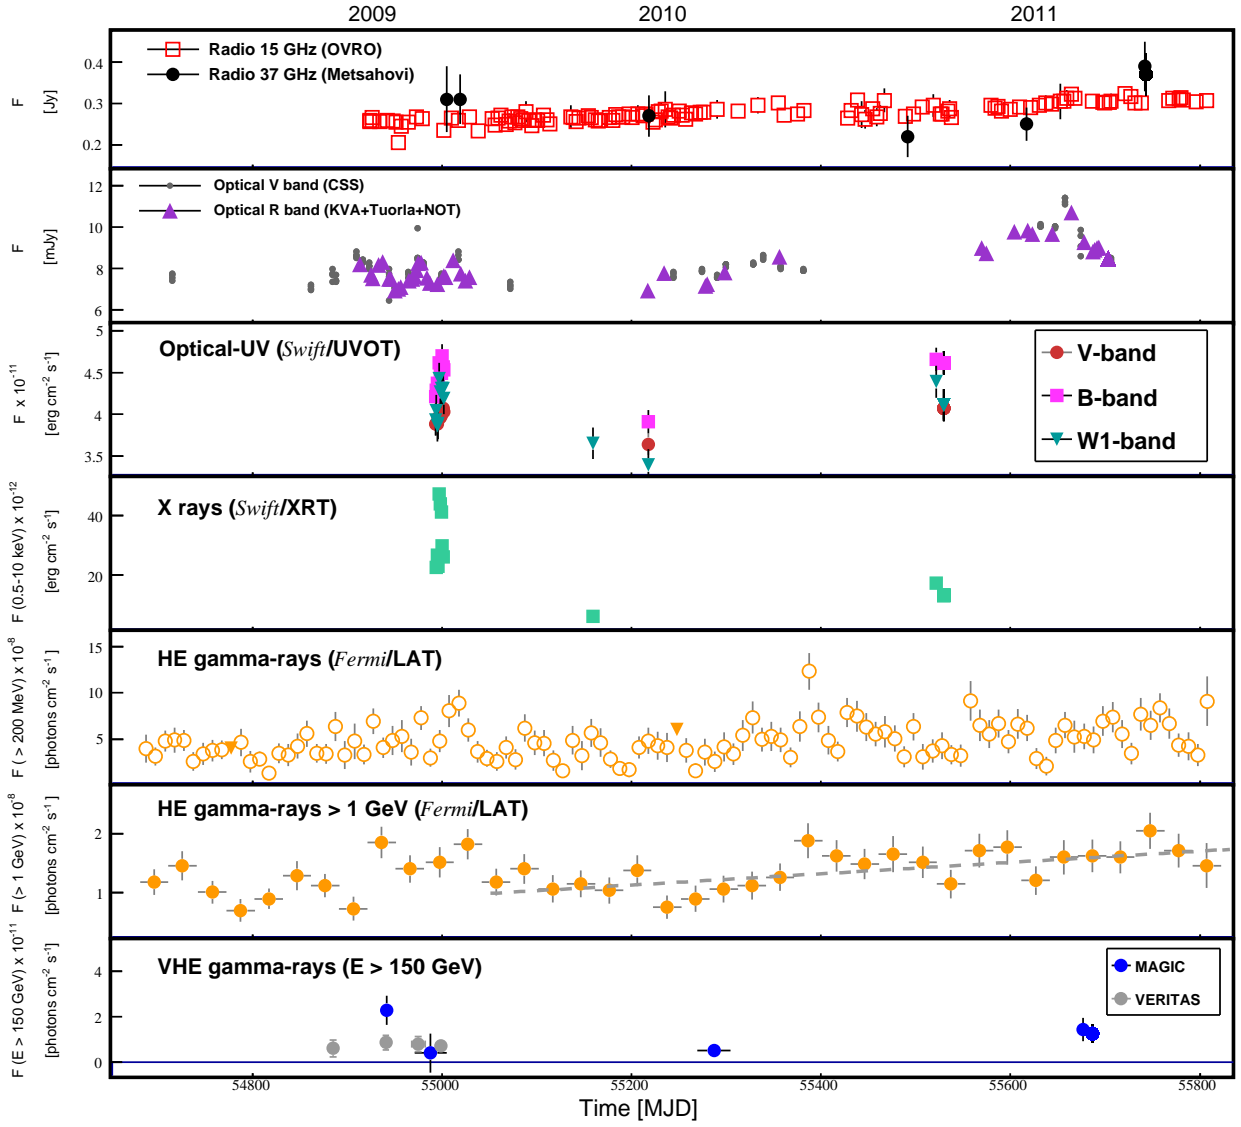 2009 2010 2011
F [Jy]
0.4
0.3
0.2
Radio 15 GHz (OVRO)
Radio 37 GHz (Metsahovi)
F [mJy]
12
10
8
6
Optical V band (CSS)
Optical R band (KVA+Tuorla+NOT)
F x 10-11
[erg cm-2 s-1]
5
4.5
4
3.5
Optical-UV (Swift/UVOT)
V-band
B-band
W1-band
F (0.5-10 keV) x 10-12
[erg cm-2 s-1]
40
20
X rays (Swift/XRT)
F ( > 200 MeV) x 10-8
[photons cm-2 s-1]
15
10
5
HE gamma-rays (Fermi/LAT)
F (> 1 GeV) x 10-8
[photons cm-2 s-1]
2
1
HE gamma-rays > 1 GeV (Fermi/LAT)
F (E > 150 GeV) x 10-11
[photons cm-2 s-1]
4
2
0
VHE gamma-rays (E > 150 GeV)
MAGIC
VERITAS
54800 55000 55200 55400 55600 55800
Time [MJD]